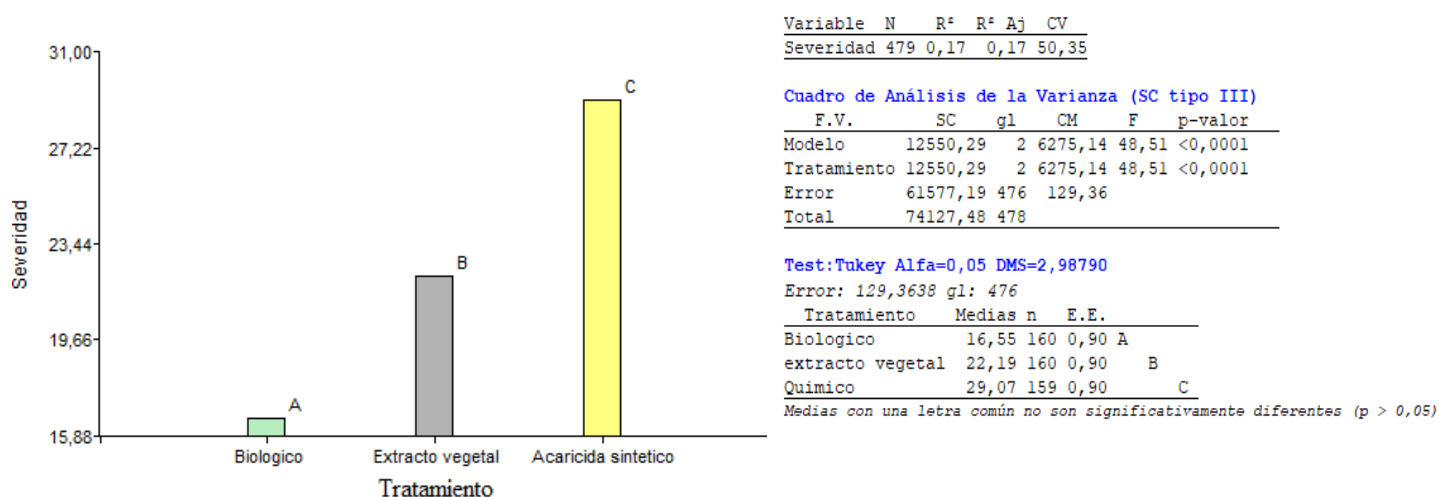 31,00
27,22
23,44
19,66
15,88
Severidad
A
B
C
Biologico Extracto vegetal Acaricida sintetico
Tratamiento
Variable N R² R² Aj CV
Severidad 479 0,17 0,17 50,35
Cuadro de Análisis de la Varianza (SC tipo III)
F.V. SC gl CM F p-valor
Modelo 12550,29 2 6275,14 48,51 <0,0001
Tratamiento 12550,29 2 6275,14 48,51 <0,0001
Error 61577,19 476 129,36
Total 74127,48 478
Test:Tukey Alfa=0,05 DMS=2,98790
Error: 129,3638 gl: 476
Tratamiento Medias n E.E.
Biologico 16,55 160 0,90 A
extracto vegetal 22,19 160 0,90 B
Quimico 29,07 159 0,90 C
Medias con una letra común no son significativamente diferentes (p > 0,05)